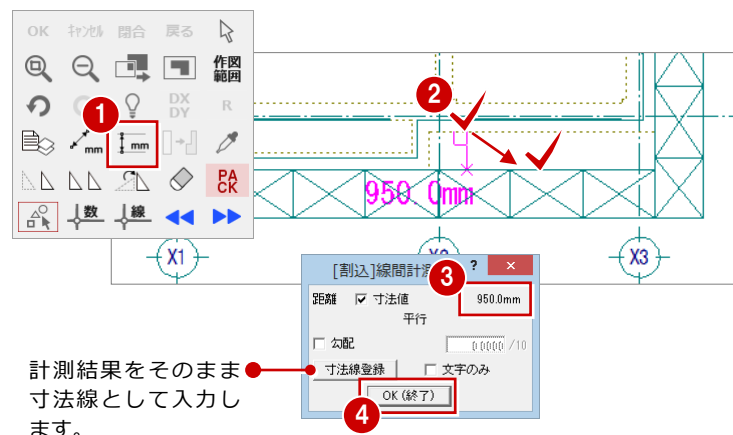 OK ｷｬﾝｾﾙ 閉合 戻る
作図
範囲
1
DX
DY
R
mm
mm
PA
CK
数
線
2
950.0mm
X1
X3
[割込]線間計測
?
×
3
距離
寸法値
950.0mm
平行
勾配
0.0000 /10
寸法線登録
文字のみ
OK (終了)
4
計測結果をそのまま
寸法線として入力し
ます。